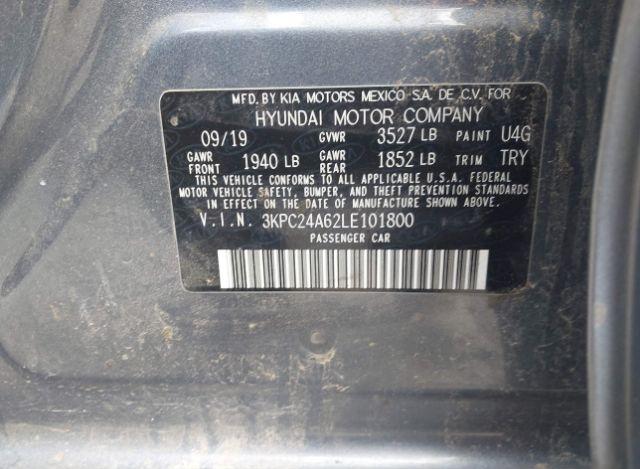 MFD. BY KIA MOTORS MEXICO S.A. DE C.V. FOR
HYUNDAI MOTOR COMPANY
09/19 GVWR 3527 LB PAINT U4G
GAWR FRONT 1940 LB GAWR REAR 1852 LB TRIM TRY
THIS VEHICLE CONFORMS TO ALL APPLICABLE U.S.A. FEDERAL
MOTOR VEHICLE SAFETY, BUMPER, AND THEFT PREVENTION STANDARDS
IN EFFECT ON THE DATE OF MANUFACTURE SHOWN ABOVE.
V.I.N. 3KPC24A62LE101800
PASSENGER CAR